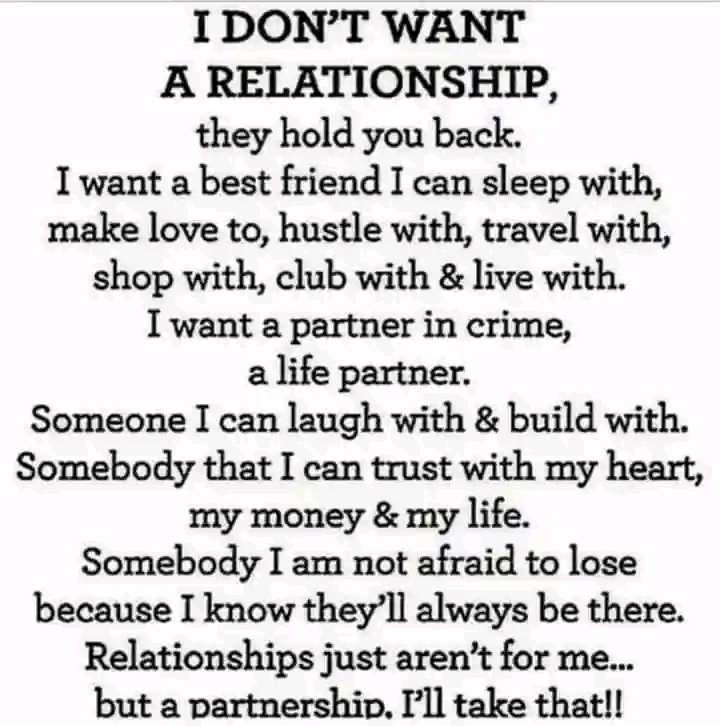 I DON’T WANT
A RELATIONSHIP,
they hold you back.
I want a best friend I can sleep with,
make love to, hustle with, travel with,
shop with, club with & live with.
I want a partner in crime,
a life partner.
Someone I can laugh with & build with.
Somebody that I can trust with my heart,
my money & my life.
Somebody I am not afraid to lose
because I know they’ll always be there.
Relationships just aren’t for me...
but a partnership, I’ll take that!!